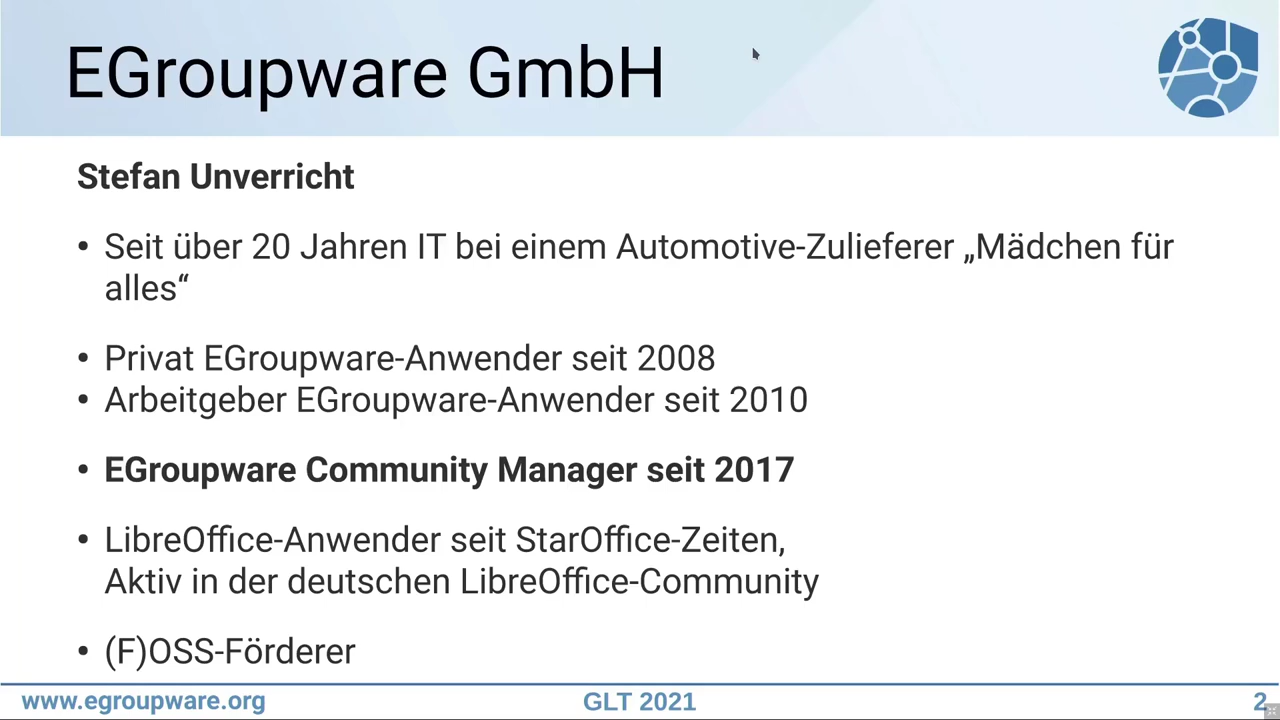 EGroupware GmbH
Stefan Unverricht
• Seit über 20 Jahren IT bei einem Automotive-Zulieferer „Mädchen für
alles“
• Privat EGroupware-Anwender seit 2008
• Arbeitgeber EGroupware-Anwender seit 2010
• EGroupware Community Manager seit 2017
• LibreOffice-Anwender seit StarOffice-Zeiten,
Aktiv in der deutschen LibreOffice-Community
• (F)OSS-Förderer
www.egroupware.org GLT 2021 2